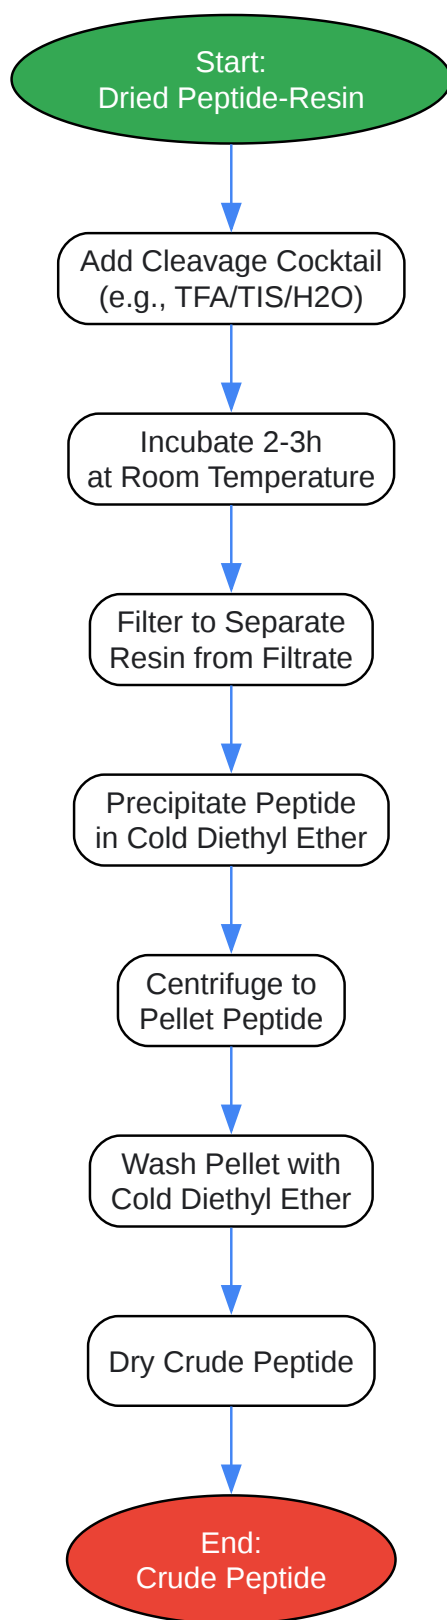 Start:
Dried Peptide-Resin
Add Cleavage Cocktail
(e.g., TFA/TIS/H2O)
Incubate 2-3h
at Room Temperature
Filter to Separate
Resin from Filtrate
Precipitate Peptide
in Cold Diethyl Ether
Centrifuge to
Pellet Peptide
Wash Pellet with
Cold Diethyl Ether
Dry Crude Peptide
End:
Crude Peptide